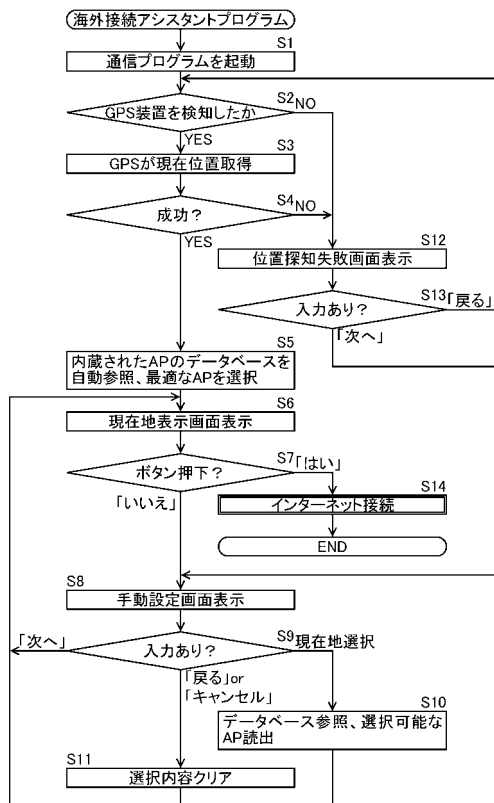 海外接続アシスタントプログラム
S1
通信プログラムを起動
S2 NO
GPS装置を検知したか
YES
S3
GPSが現在位置取得
S4 NO
成功？
YES
S12
位置探知失敗画面表示
S13 「戻る」
入力あり？
「次へ」
S5
内蔵されたAPのデータベースを
自動参照、最適なAPを選択
S6
現在地表示画面表示
S7 「はい」
ボタン押下？
「いいえ」
S14
インターネット接続
END
S8
手動設定画面表示
「次へ」
S9 現在地選択
入力あり？
「戻る」or
「キャンセル」
S10
データベース参照、選択可能な
AP読出
S11
選択内容クリア